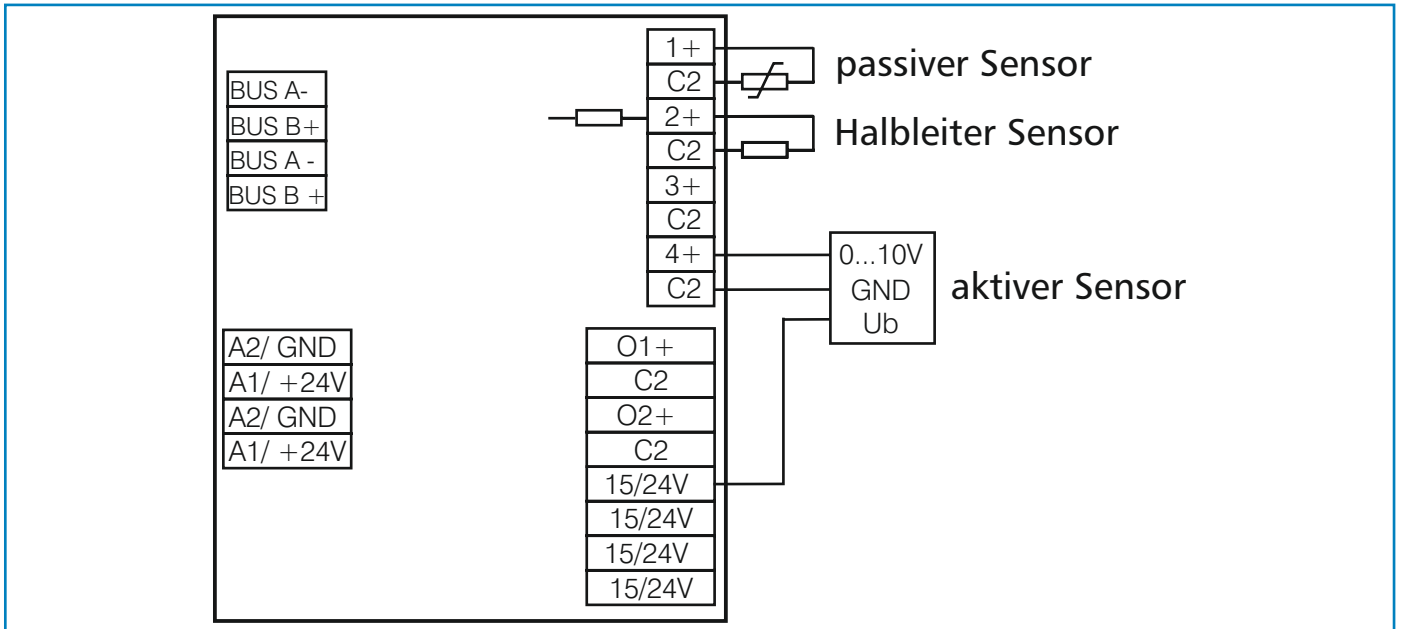 BUS A-
BUS B+
BUS A -
BUS B +
A2/ GND
A1/ +24V
A2/ GND
A1/ +24V
1+
C2
2+
C2
3+
C2
4+
C2
O1+
C2
O2+
C2
15/24V
15/24V
15/24V
15/24V
passiver Sensor
Halbleiter Sensor
0...10V
GND
Ub
aktiver Sensor